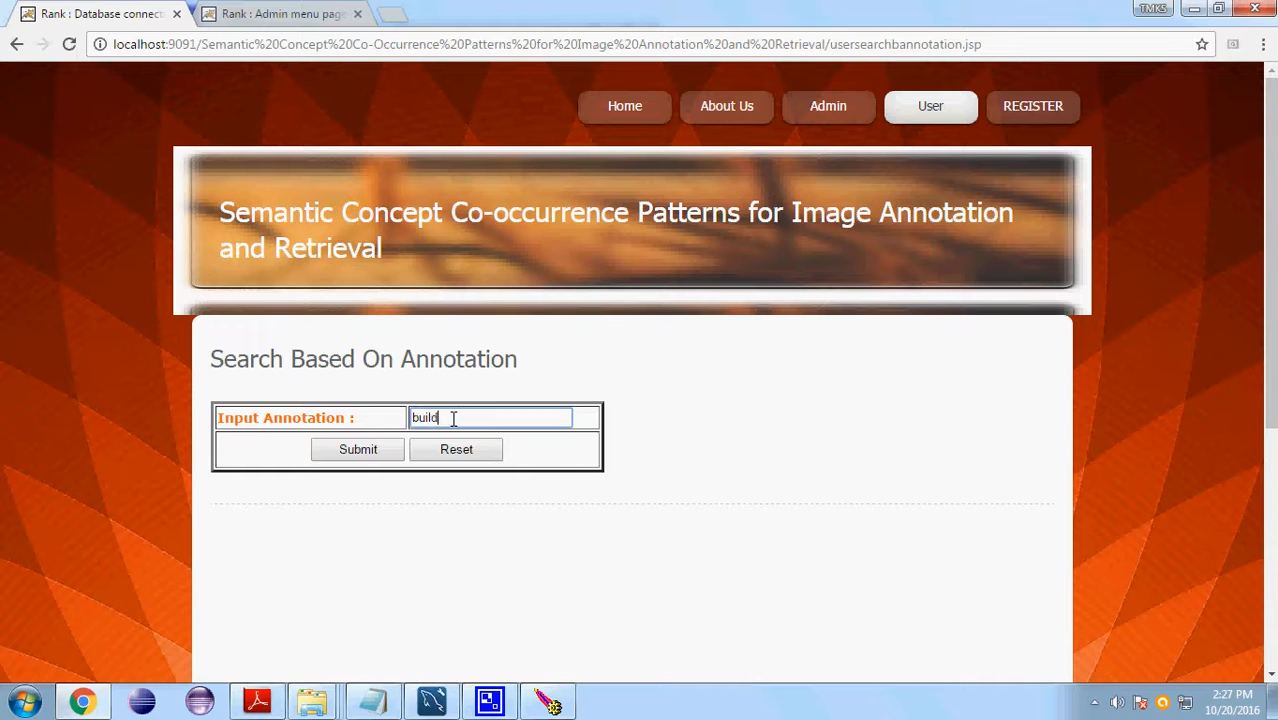 Rank : Database connect
Rank : Admin menu page
TMKS
localhost:9091/Semantic%20Concept%20Co-Occurrence%20Patterns%20for%20Image%20Annotation%20and%20Retrieval/usersearchbannotation.jsp
Home
About Us
Admin
User
REGISTER
Semantic Concept Co-occurrence Patterns for Image Annotation
and Retrieval
Search Based On Annotation
Input Annotation :
build
Submit
Reset
2:27 PM
10/20/2016